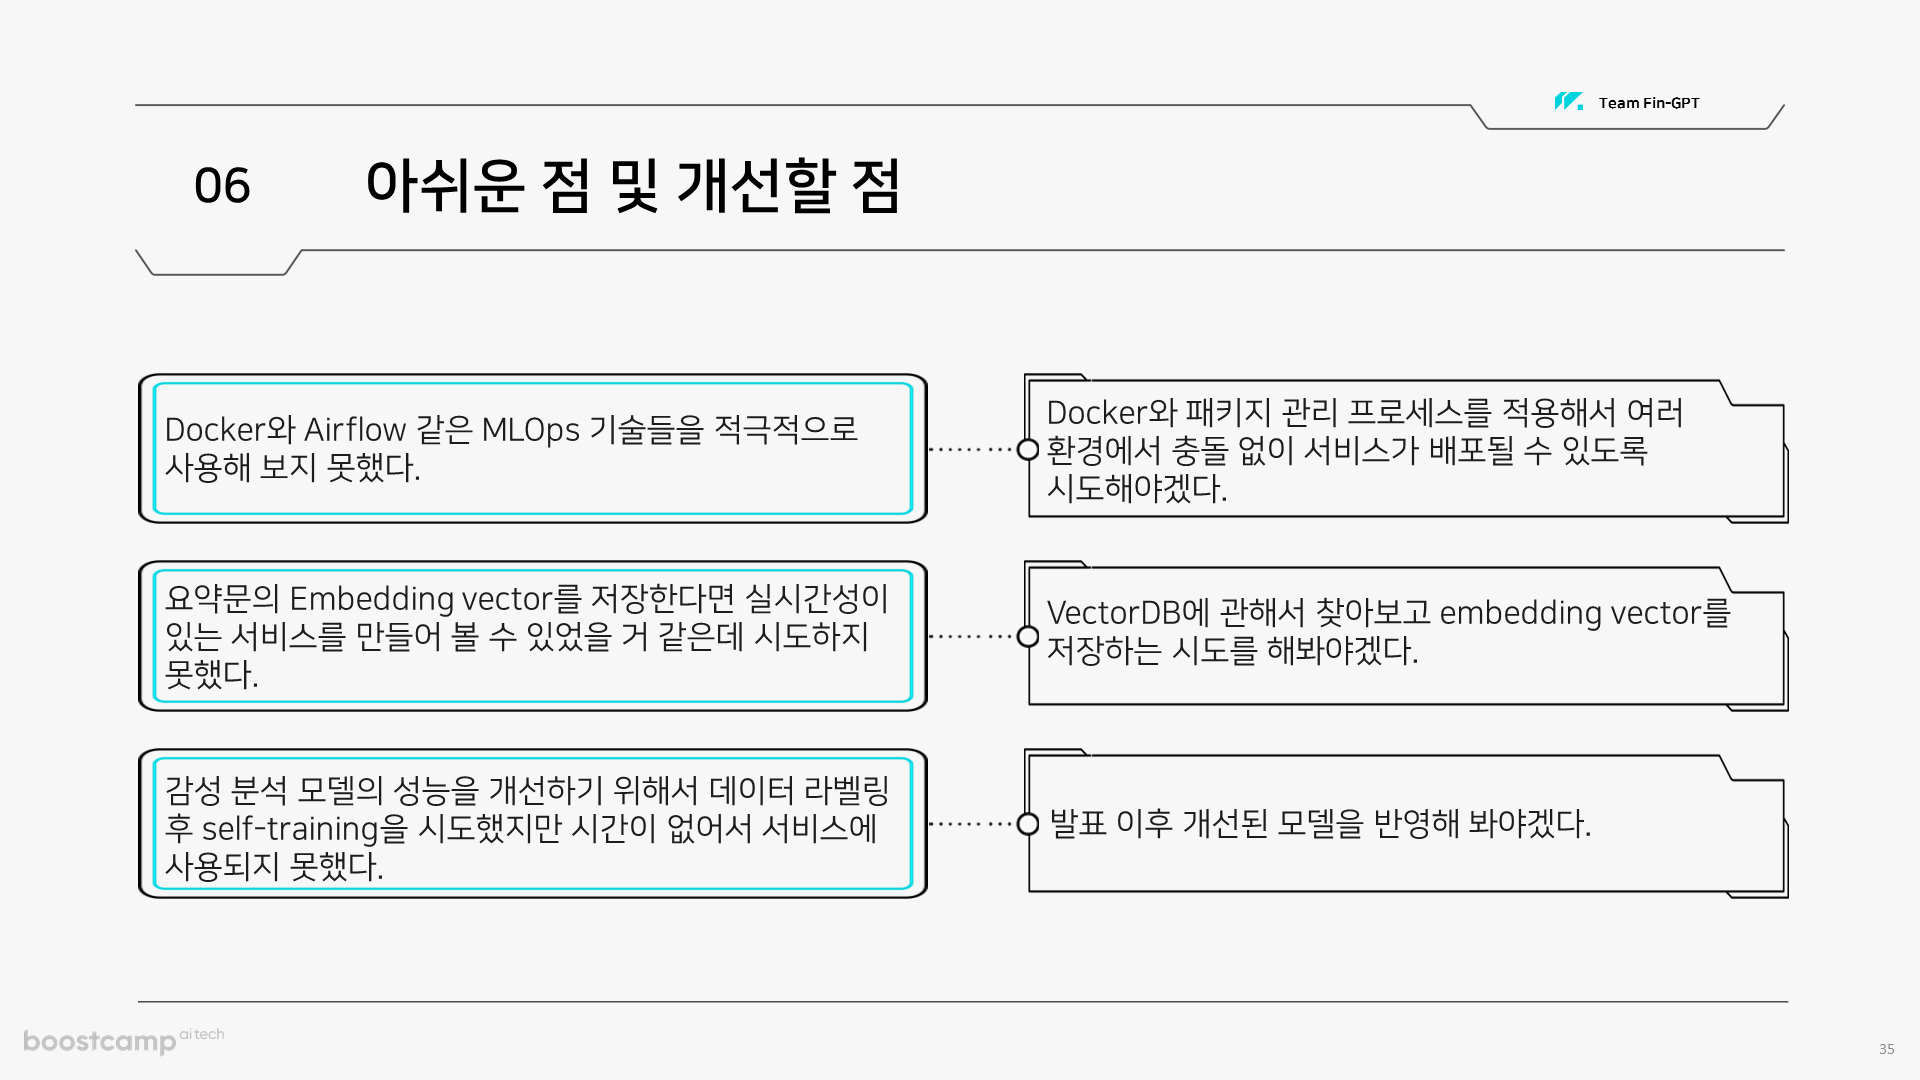 Team Fin-GPT
06 아쉬운 점 및 개선할 점
Docker와 Airflow 같은 MLOps 기술들을 적극적으로
사용해 보지 못했다.
Docker와 패키지 관리 프로세스를 적용해서 여러
환경에서 충돌 없이 서비스가 배포될 수 있도록
시도해야겠다.
요약문의 Embedding vector를 저장한다면 실시간성이
있는 서비스를 만들어 볼 수 있었을 거 같은데 시도하지
못했다.
VectorDB에 관해서 찾아보고 embedding vector를
저장하는 시도를 해봐야겠다.
감성 분석 모델의 성능을 개선하기 위해서 데이터 라벨링
후 self-training을 시도했지만 시간이 없어서 서비스에
사용되지 못했다.
발표 이후 개선된 모델을 반영해 봐야겠다.
boostcamp ai tech
35